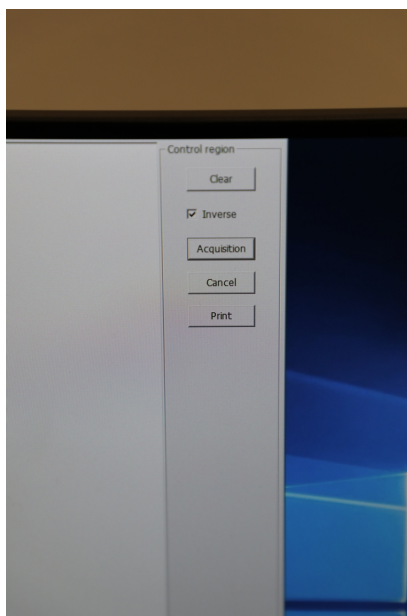 Control region
Clear
Inverse
Acquisition
Cancel
Print